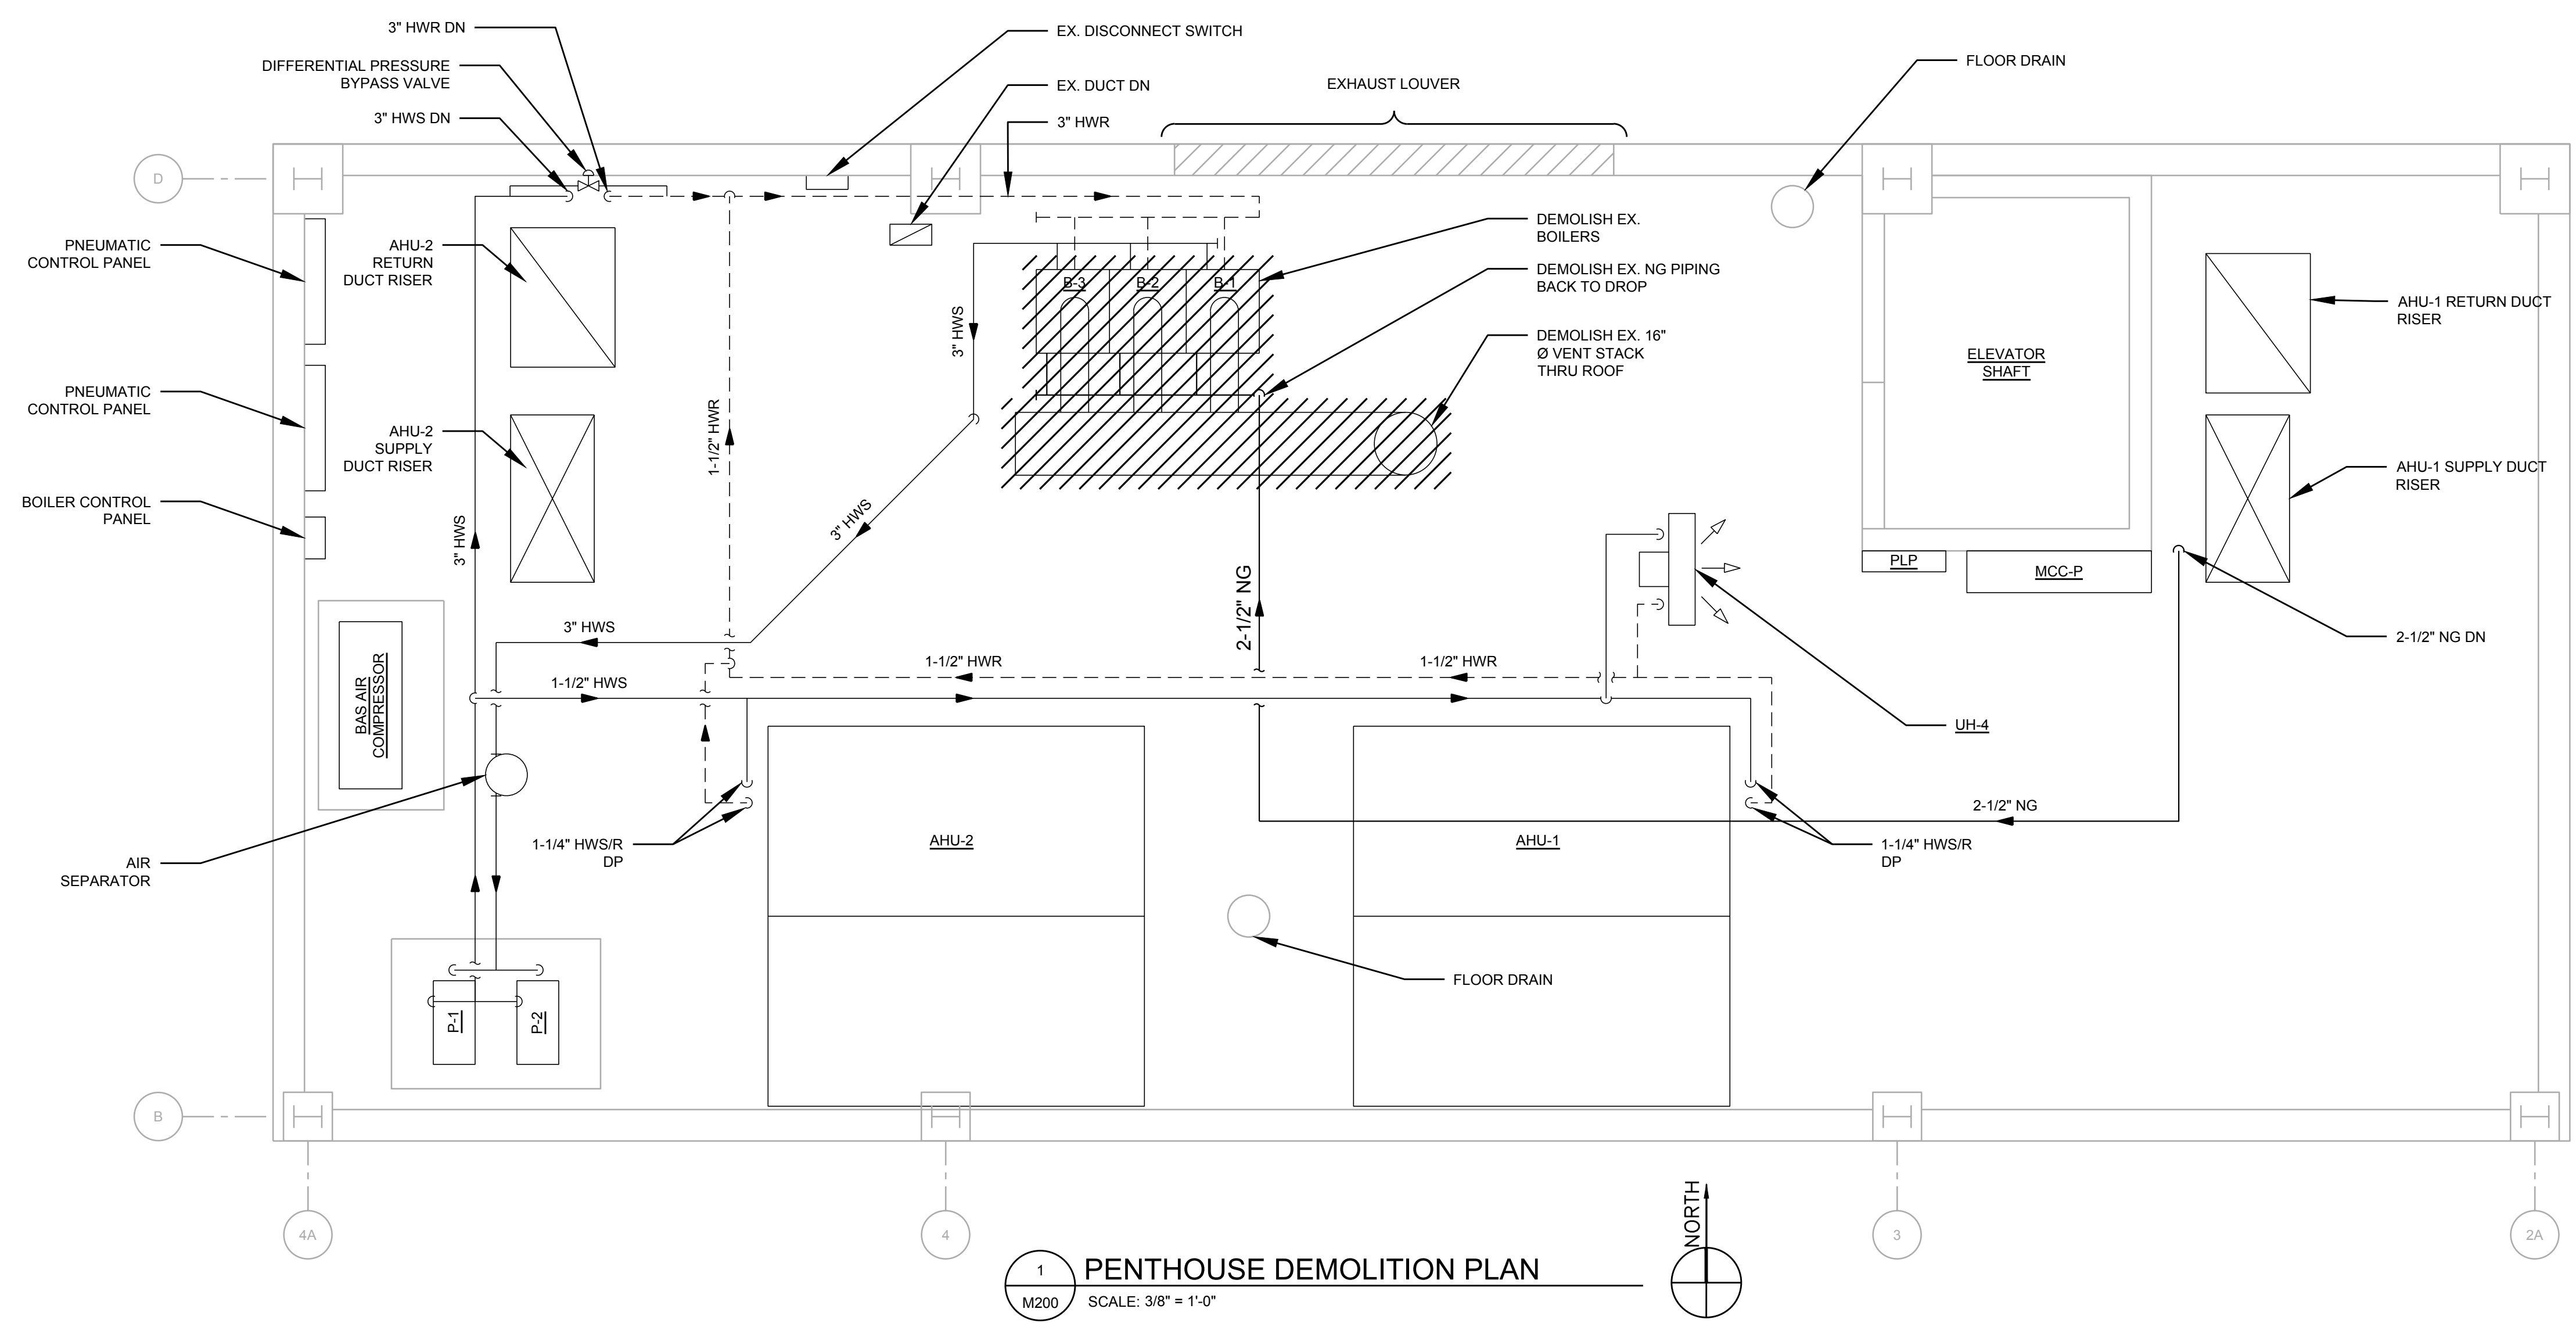 3" HWR DN
DIFFERENTIAL PRESSURE
BYPASS VALVE
3" HWS DN
EX. DISCONNECT SWITCH
EX. DUCT DN
3" HWR
EXHAUST LOUVER
FLOOR DRAIN
D
PNEUMATIC
CONTROL PANEL
AHU-2
RETURN
DUCT RISER
PNEUMATIC
CONTROL PANEL
AHU-2
SUPPLY
DUCT RISER
BOILER CONTROL
PANEL
3" HWS
1-1/2" HWR
3" HWS
3" HWS
B-3
B-2
B-1
DEMOLISH EX.
BOILERS
DEMOLISH EX. NG PIPING
BACK TO DROP
DEMOLISH EX. 16"
Ø VENT STACK
THRU ROOF
ELEVATOR
SHAFT
AHU-1 RETURN DUCT
RISER
AHU-1 SUPPLY DUCT
RISER
PLP
MCC-P
2-1/2" NG DN
2-1/2" NG
3" HWS
1-1/2" HWR
1-1/2" HWR
1-1/2" HWS
BAS AIR
COMPRESSOR
UH-4
2-1/2" NG
AIR
SEPARATOR
1-1/4" HWS/R
DP
AHU-2
AHU-1
1-1/4" HWS/R
DP
FLOOR DRAIN
P-1
P-2
B
4A
4
3
2A
NORTH
1
M200
PENTHOUSE DEMOLITION PLAN
SCALE: 3/8" = 1'-0"